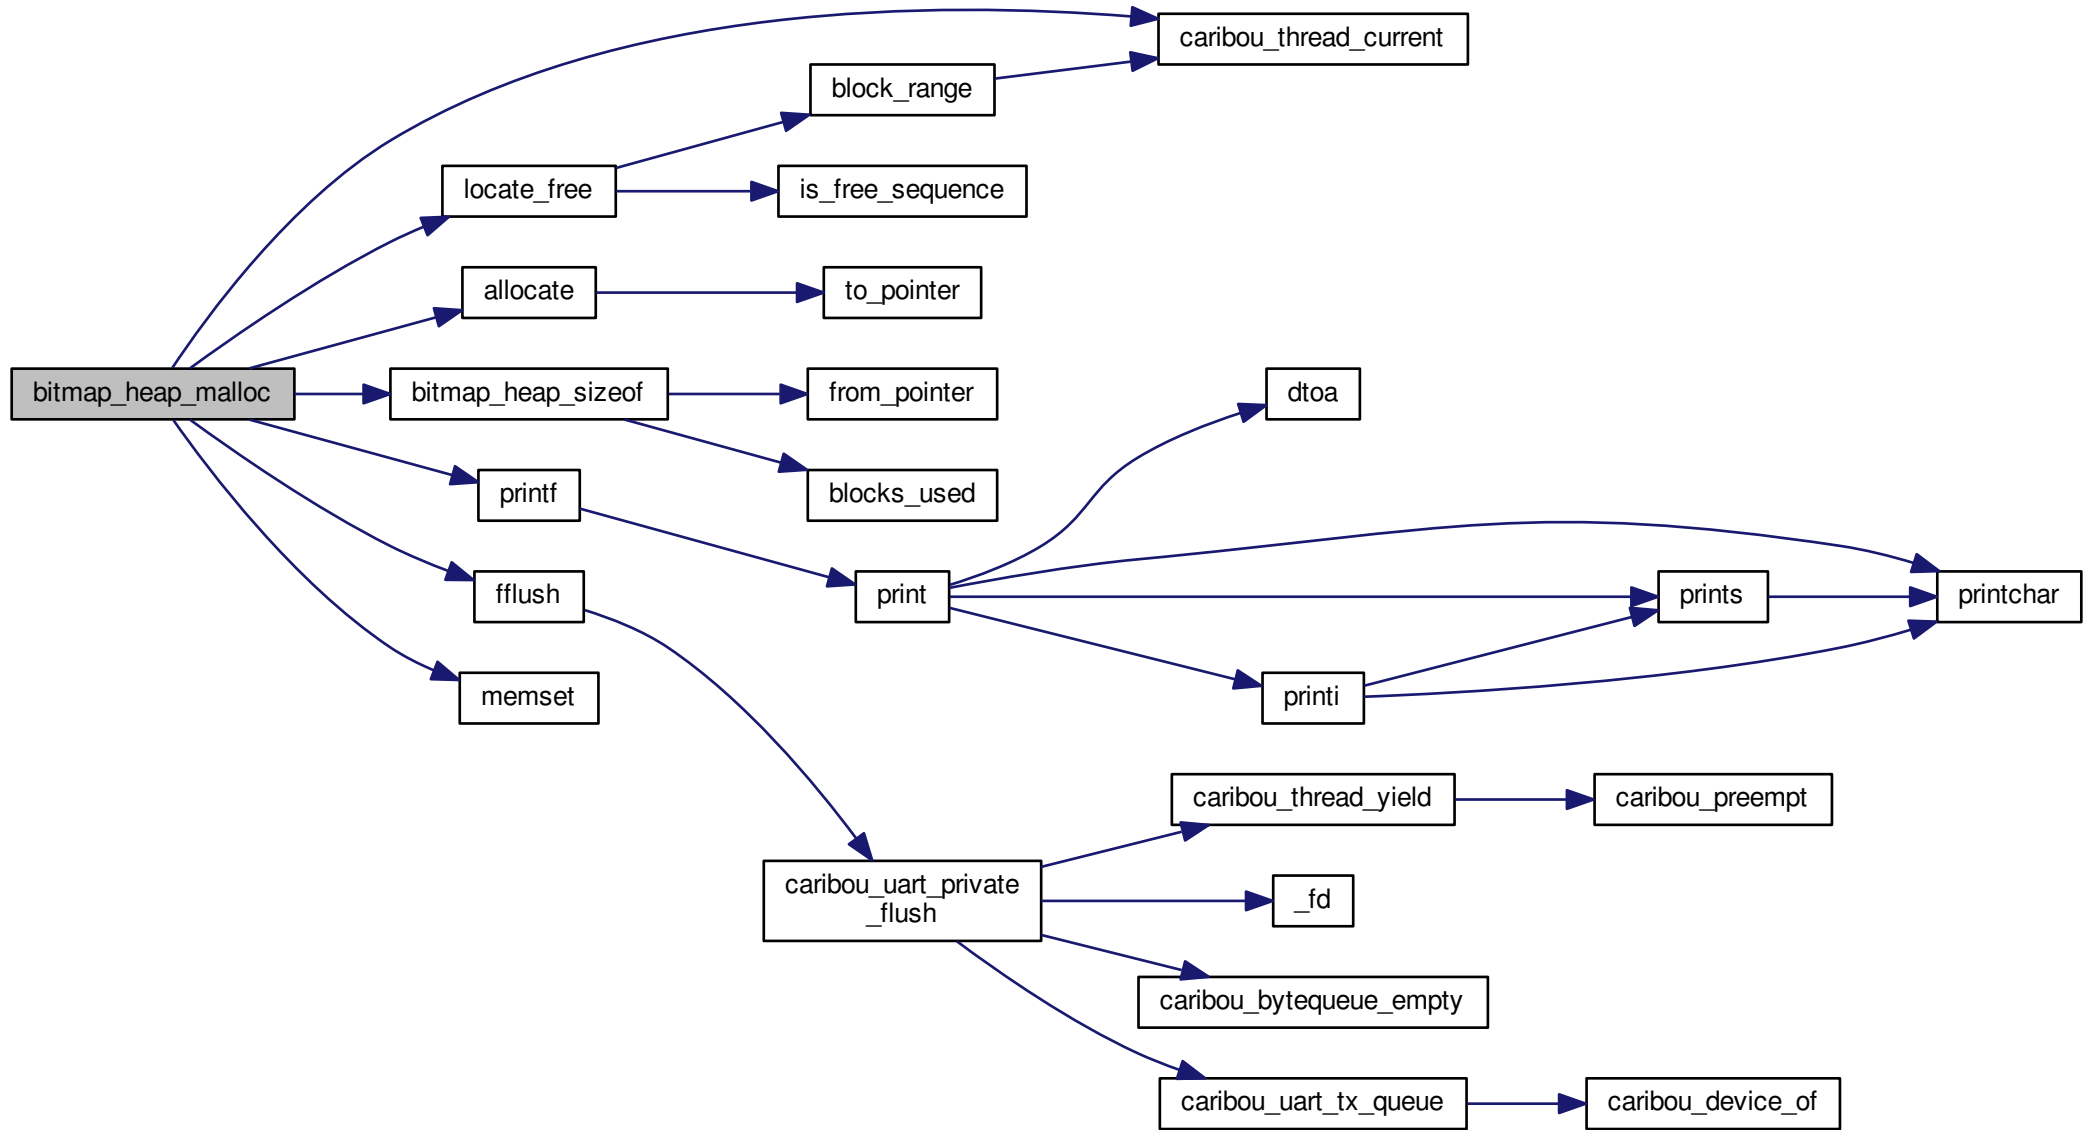 caribou_thread_current
block_range
locate_free
is_free_sequence
allocate
to_pointer
bitmap_heap_malloc
bitmap_heap_sizeof
from_pointer
dtoa
printf
blocks_used
fflush
print
prints
printchar
memset
printi
caribou_thread_yield
caribou_preempt
caribou_uart_private
_flush
_fd
caribou_bytequeue_empty
caribou_uart_tx_queue
caribou_device_of